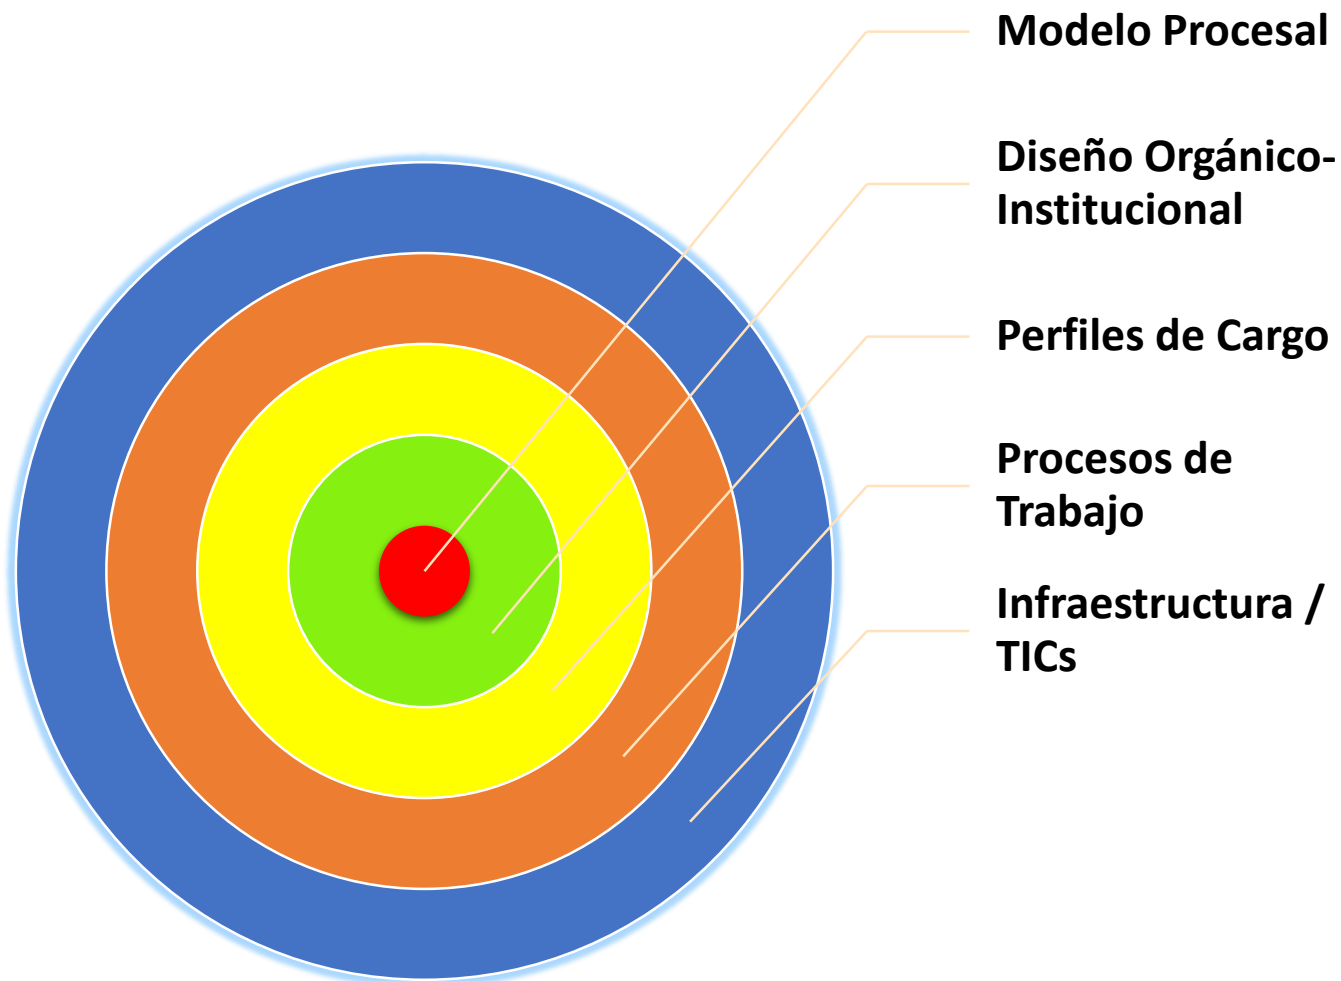 Modelo Procesal
Diseño Orgánico-
Institucional
Perfiles de Cargo
Procesos de
Trabajo
Infraestructura /
TICs